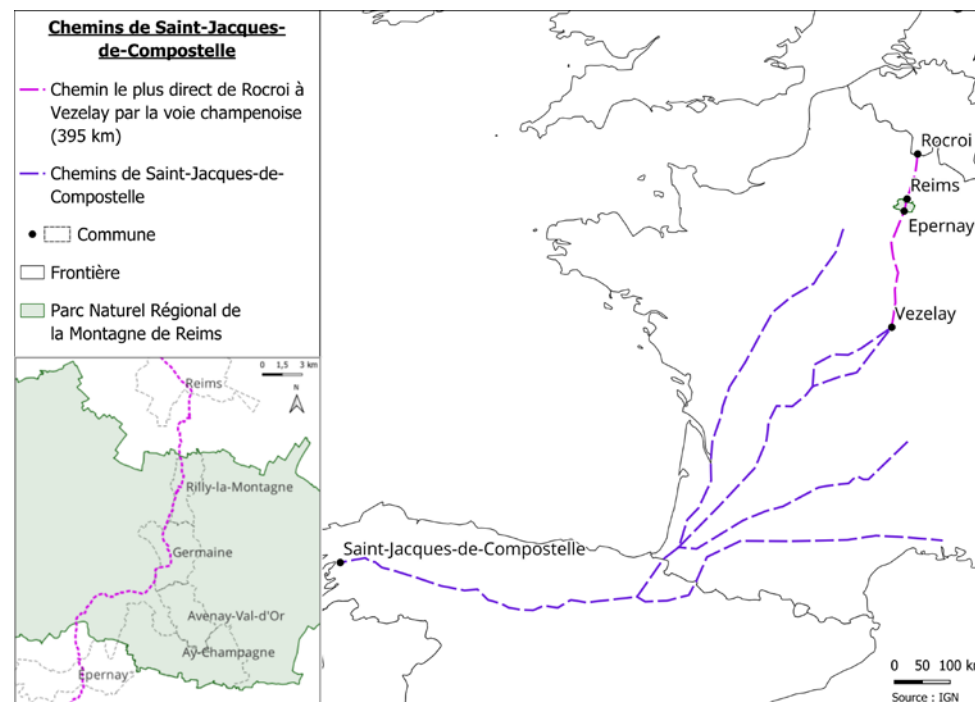 Chemins de Saint-Jacques-
de-Compostelle
Chemin le plus direct de Rocroi à
Vezelay par la voie champenoise
(395 km)
Chemins de Saint-Jacques-de-
Compostelle
Commune
Frontière
Parc Naturel Régional de
la Montagne de Reims
0 1,5 3 km
N
Reims
Rilly-la-Montagne
Germaine
Avenay-Val-d'Or
Ay-Champagne
Epernay
Rocroi
Reims
Epernay
Vezelay
Saint-Jacques-de-Compostelle
0 50 100 km
Source : IGN